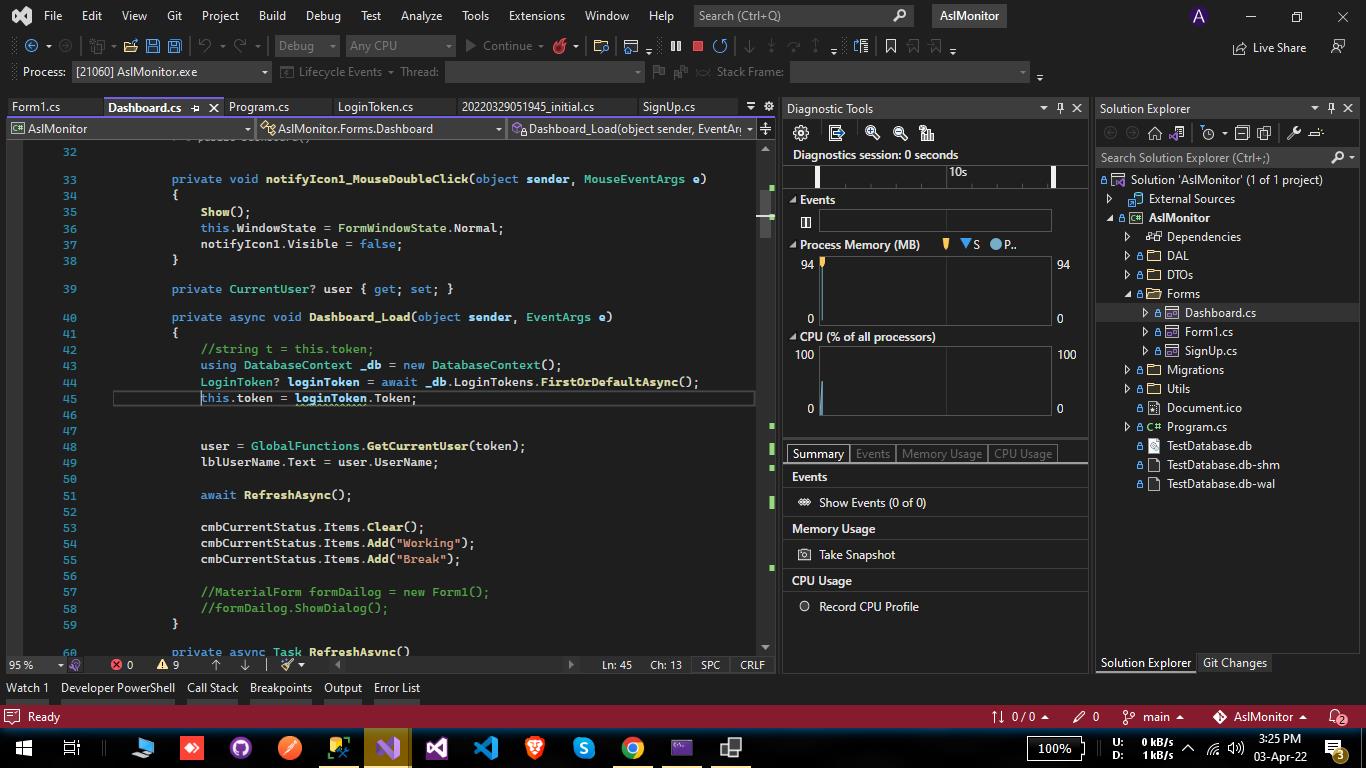 File Edit View Git Project Build Debug Test Analyze Tools Extensions Window Help Search (Ctrl+Q) AslMonitor A
Debug Any CPU Continue Live Share
Process: [21060] AslMonitor.exe Lifecycle Events Thread: Stack Frame:
Form1.cs Dashboard.cs Program.cs LoginToken.cs 20220329051945_initial.cs SignUp.cs
AslMonitor AslMonitor.Forms.Dashboard Dashboard_Load(object sender, EventArg
32
33 private void notifyIcon1_MouseDoubleClick(object sender, MouseEventArgs e)
34 {
35 Show();
36 this.WindowState = FormWindowState.Normal;
37 notifyIcon1.Visible = false;
38 }
39 private CurrentUser? user { get; set; }
40 private async void Dashboard_Load(object sender, EventArgs e)
41 {
42 //string t = this.token;
43 using DatabaseContext _db = new DatabaseContext();
44 LoginToken? loginToken = await _db.LoginTokens.FirstOrDefaultAsync();
45 this.token = loginToken.Token;
46
47
48 user = GlobalFunctions.GetCurrentUser(token);
49 lblUserName.Text = user.UserName;
50
51 await RefreshAsync();
52
53 cmbCurrentStatus.Items.Clear();
54 cmbCurrentStatus.Items.Add("Working");
55 cmbCurrentStatus.Items.Add("Break");
56
57 //MaterialForm formDailog = new Form1();
58 //formDailog.ShowDialog();
59 }
60 private async Task RefreshAsync()
95 % 0 9 Ln: 45 Ch: 13 SPC CRLF
Diagnostic Tools
Diagnostics session: 0 seconds
10s
Events
Process Memory (MB) S P..
94 94
0 0
CPU (% of all processors)
100 100
0 0
Summary Events Memory Usage CPU Usage
Events
Show Events (0 of 0)
Memory Usage
Take Snapshot
CPU Usage
Record CPU Profile
Solution Explorer
Search Solution Explorer (Ctrl+;)
Solution 'AslMonitor' (1 of 1 project)
External Sources
AslMonitor
Dependencies
DAL
DTOs
Forms
Dashboard.cs
Form1.cs
SignUp.cs
Migrations
Utils
Document.ico
Program.cs
TestDatabase.db
TestDatabase.db-shm
TestDatabase.db-wal
Solution Explorer Git Changes
Watch 1 Developer PowerShell Call Stack Breakpoints Output Error List
Ready 0 / 0 0 main AslMonitor 2
100% U: 0 kB/s 3:25 PM
D: 1 kB/s 03-Apr-22 3